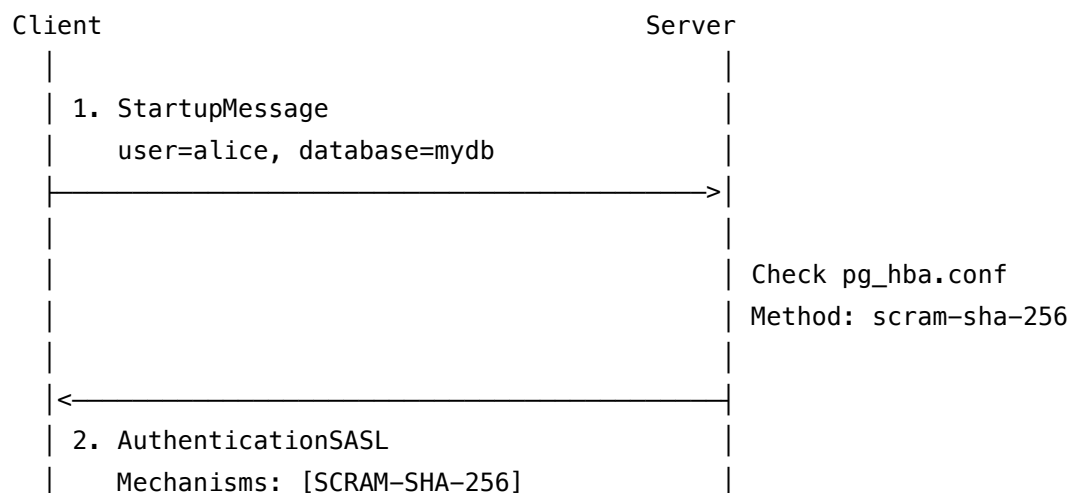 Client Server
1. StartupMessage
user=alice, database=mydb
Check pg_hba.conf
Method: scram-sha-256
2. AuthenticationSASL
Mechanisms: [SCRAM-SHA-256]